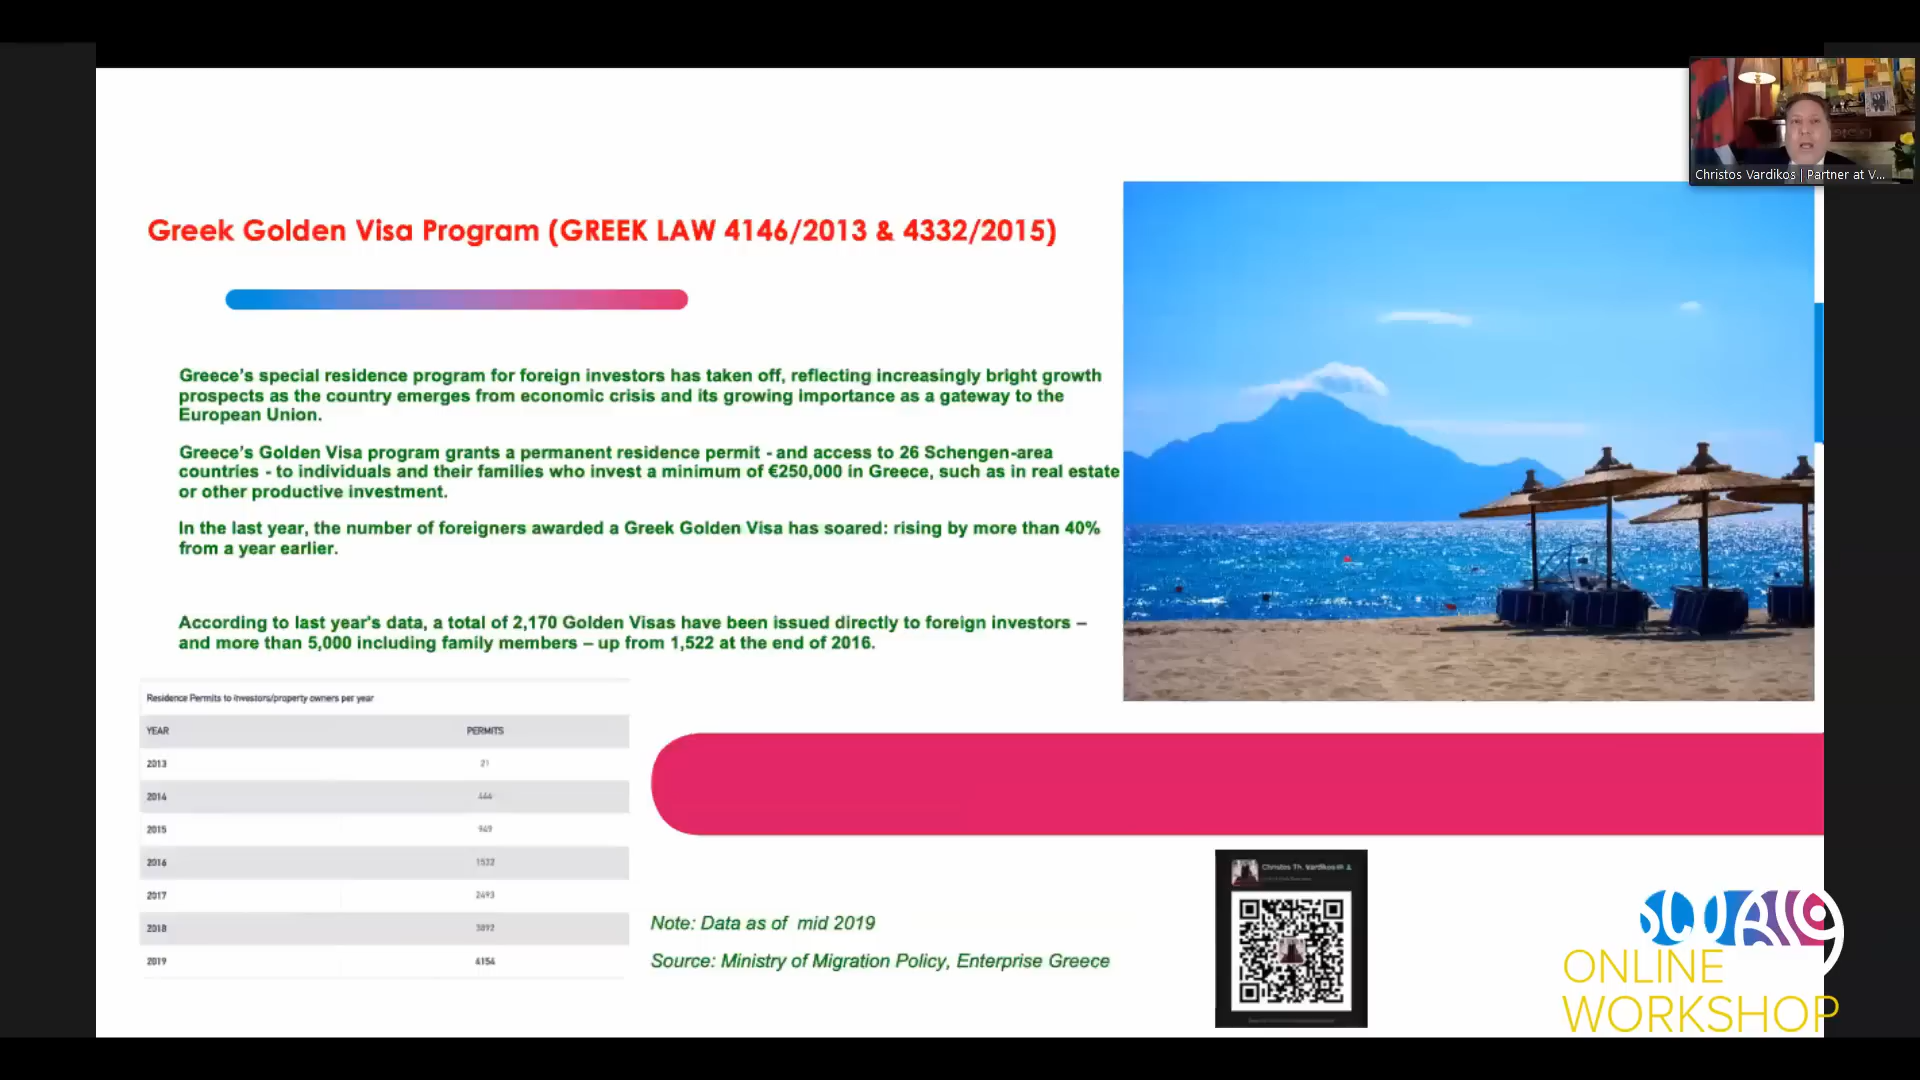 Christos Vardikos | Partner at V...
Greek Golden Visa Program (GREEK LAW 4146/2013 & 4332/2015)
Greece’s special residence program for foreign investors has taken off, reflecting increasingly bright growth
prospects as the country emerges from economic crisis and its growing importance as a gateway to the
European Union.
Greece’s Golden Visa program grants a permanent residence permit - and access to 26 Schengen-area
countries - to individuals and their families who invest a minimum of €250,000 in Greece, such as in real estate
or other productive investment.
In the last year, the number of foreigners awarded a Greek Golden Visa has soared: rising by more than 40%
from a year earlier.
According to last year's data, a total of 2,170 Golden Visas have been issued directly to foreign investors –
and more than 5,000 including family members – up from 1,522 at the end of 2016.
Residence Permits to investors/property owners per year
YEAR PERMITS
2013 21
2014 444
2015 949
2016
2017 2493
2018
2019 4154
Note: Data as of mid 2019
Source: Ministry of Migration Policy, Enterprise Greece
Christos Th. Vardikos
ONLINE
WORKSHOP